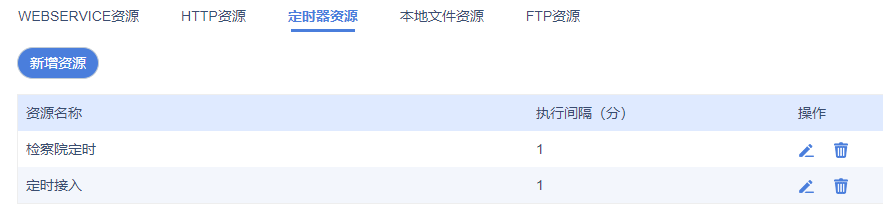 WEBSERVICE资源 HTTP资源 定时器资源 本地文件资源 FTP资源
新增资源
资源名称 执行间隔（分） 操作
检察院定时 1
定时接入 1